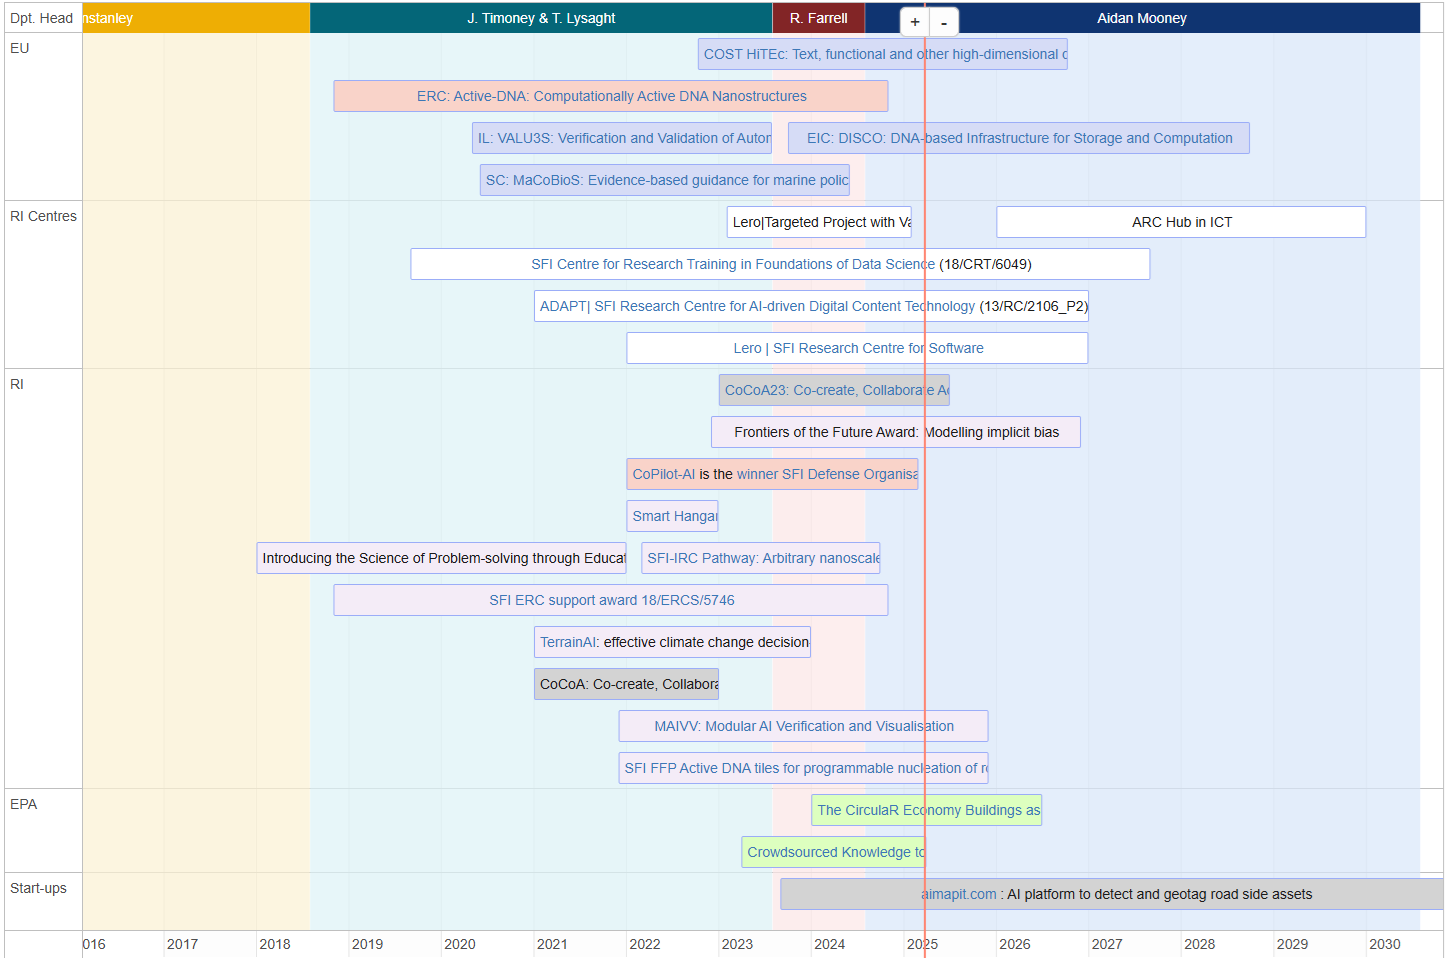 Dpt. Head
nstanley
J. Timoney & T. Lysaght
R. Farrell
+ -
Aidan Mooney
EU
COST HiTEc: Text, functional and other high-dimensional
ERC: Active-DNA: Computationally Active DNA Nanostructures
IL: VALU3S: Verification and Validation of Autor
EIC: DISCO: DNA-based Infrastructure for Storage and Computation
SC: MaCoBioS: Evidence-based guidance for marine polic
RI Centres
Lero|Targeted Project with Va
ARC Hub in ICT
SFI Centre for Research Training in Foundations of Data Science (18/CRT/6049)
ADAPT| SFI Research Centre for AI-driven Digital Content Technology (13/RC/2106_P2)
Lero | SFI Research Centre for Software
RI
CoCoA23: Co-create, Collaborate Ac
Frontiers of the Future Award: Modelling implicit bias
CoPilot-AI is the winner SFI Defense Organisa
Smart Hangar
Introducing the Science of Problem-solving through Educat
SFI-IRC Pathway: Arbitrary nanoscale
SFI ERC support award 18/ERCS/5746
TerrainAI: effective climate change decision
CoCoA: Co-create, Collabora
MAIVV: Modular AI Verification and Visualisation
SFI FFP Active DNA tiles for programmable nucleation of re
EPA
The CirculaR Economy Buildings as
Crowdsourced Knowledge to
Start-ups
aimapit.com : AI platform to detect and geotag road side assets
016 2017 2018 2019 2020 2021 2022 2023 2024 2025 2026 2027 2028 2029 2030